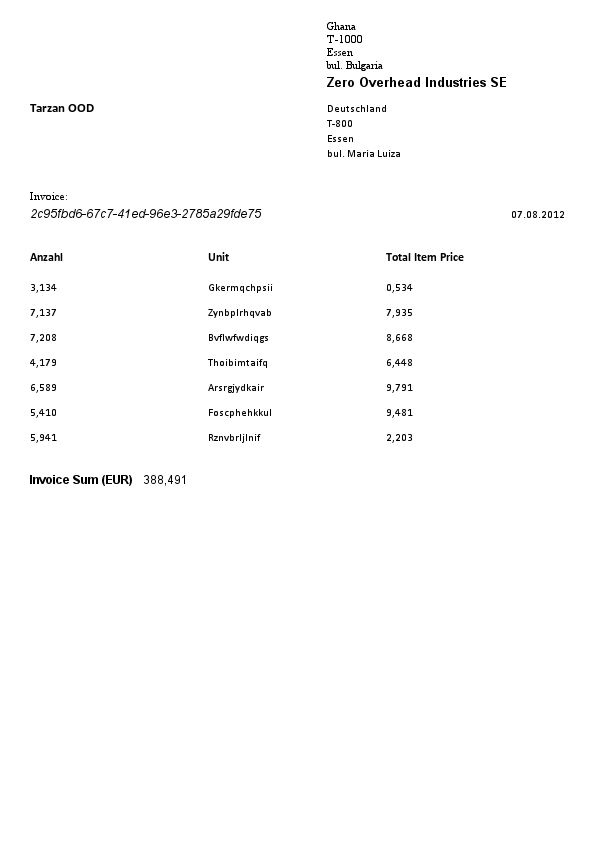 Ghana
T-1000
Essen
bul. Bulgaria
Zero Overhead Industries SE
Tarzan OOD
Deutschland
T-800
Essen
bul. Maria Luiza
Invoice:
2c95fbd6-67c7-41ed-96e3-2785a29fde75 07.08.2012
Anzahl Unit Total Item Price
3,134 Gkermqchpsii 0,534
7,137 Zynbplrhqvab 7,935
7,208 Bvflwfwdiqgs 8,668
4,179 Thoibimtaifq 6,448
6,589 Arsrgjydkair 9,791
5,410 Foscphehkkul 9,481
5,941 Rznvbrljlnif 2,203
Invoice Sum (EUR) 388,491